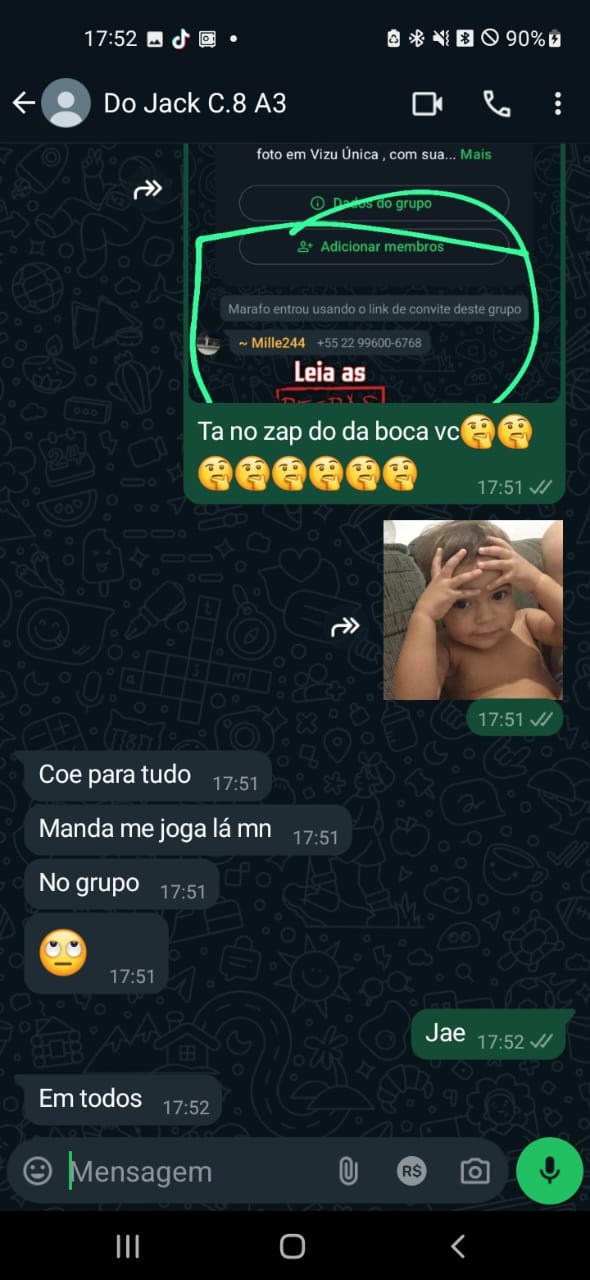 17:52
90%
Do Jack C.8 A3
foto em Vizu Única , com sua... Mais
Dados do grupo
Adicionar membros
Marafo entrou usando o link de convite deste grupo
~ Mille244 +55 22 99600-6768
Leia as
REGRAS
Ta no zap do da boca vc🤔🤔
🤔🤔🤔🤔🤔🤔
17:51
17:51
Coe para tudo 17:51
Manda me joga lá mn 17:51
No grupo 17:51
🙄
17:51
Jae 17:52
Em todos 17:52
Mensagem
R$